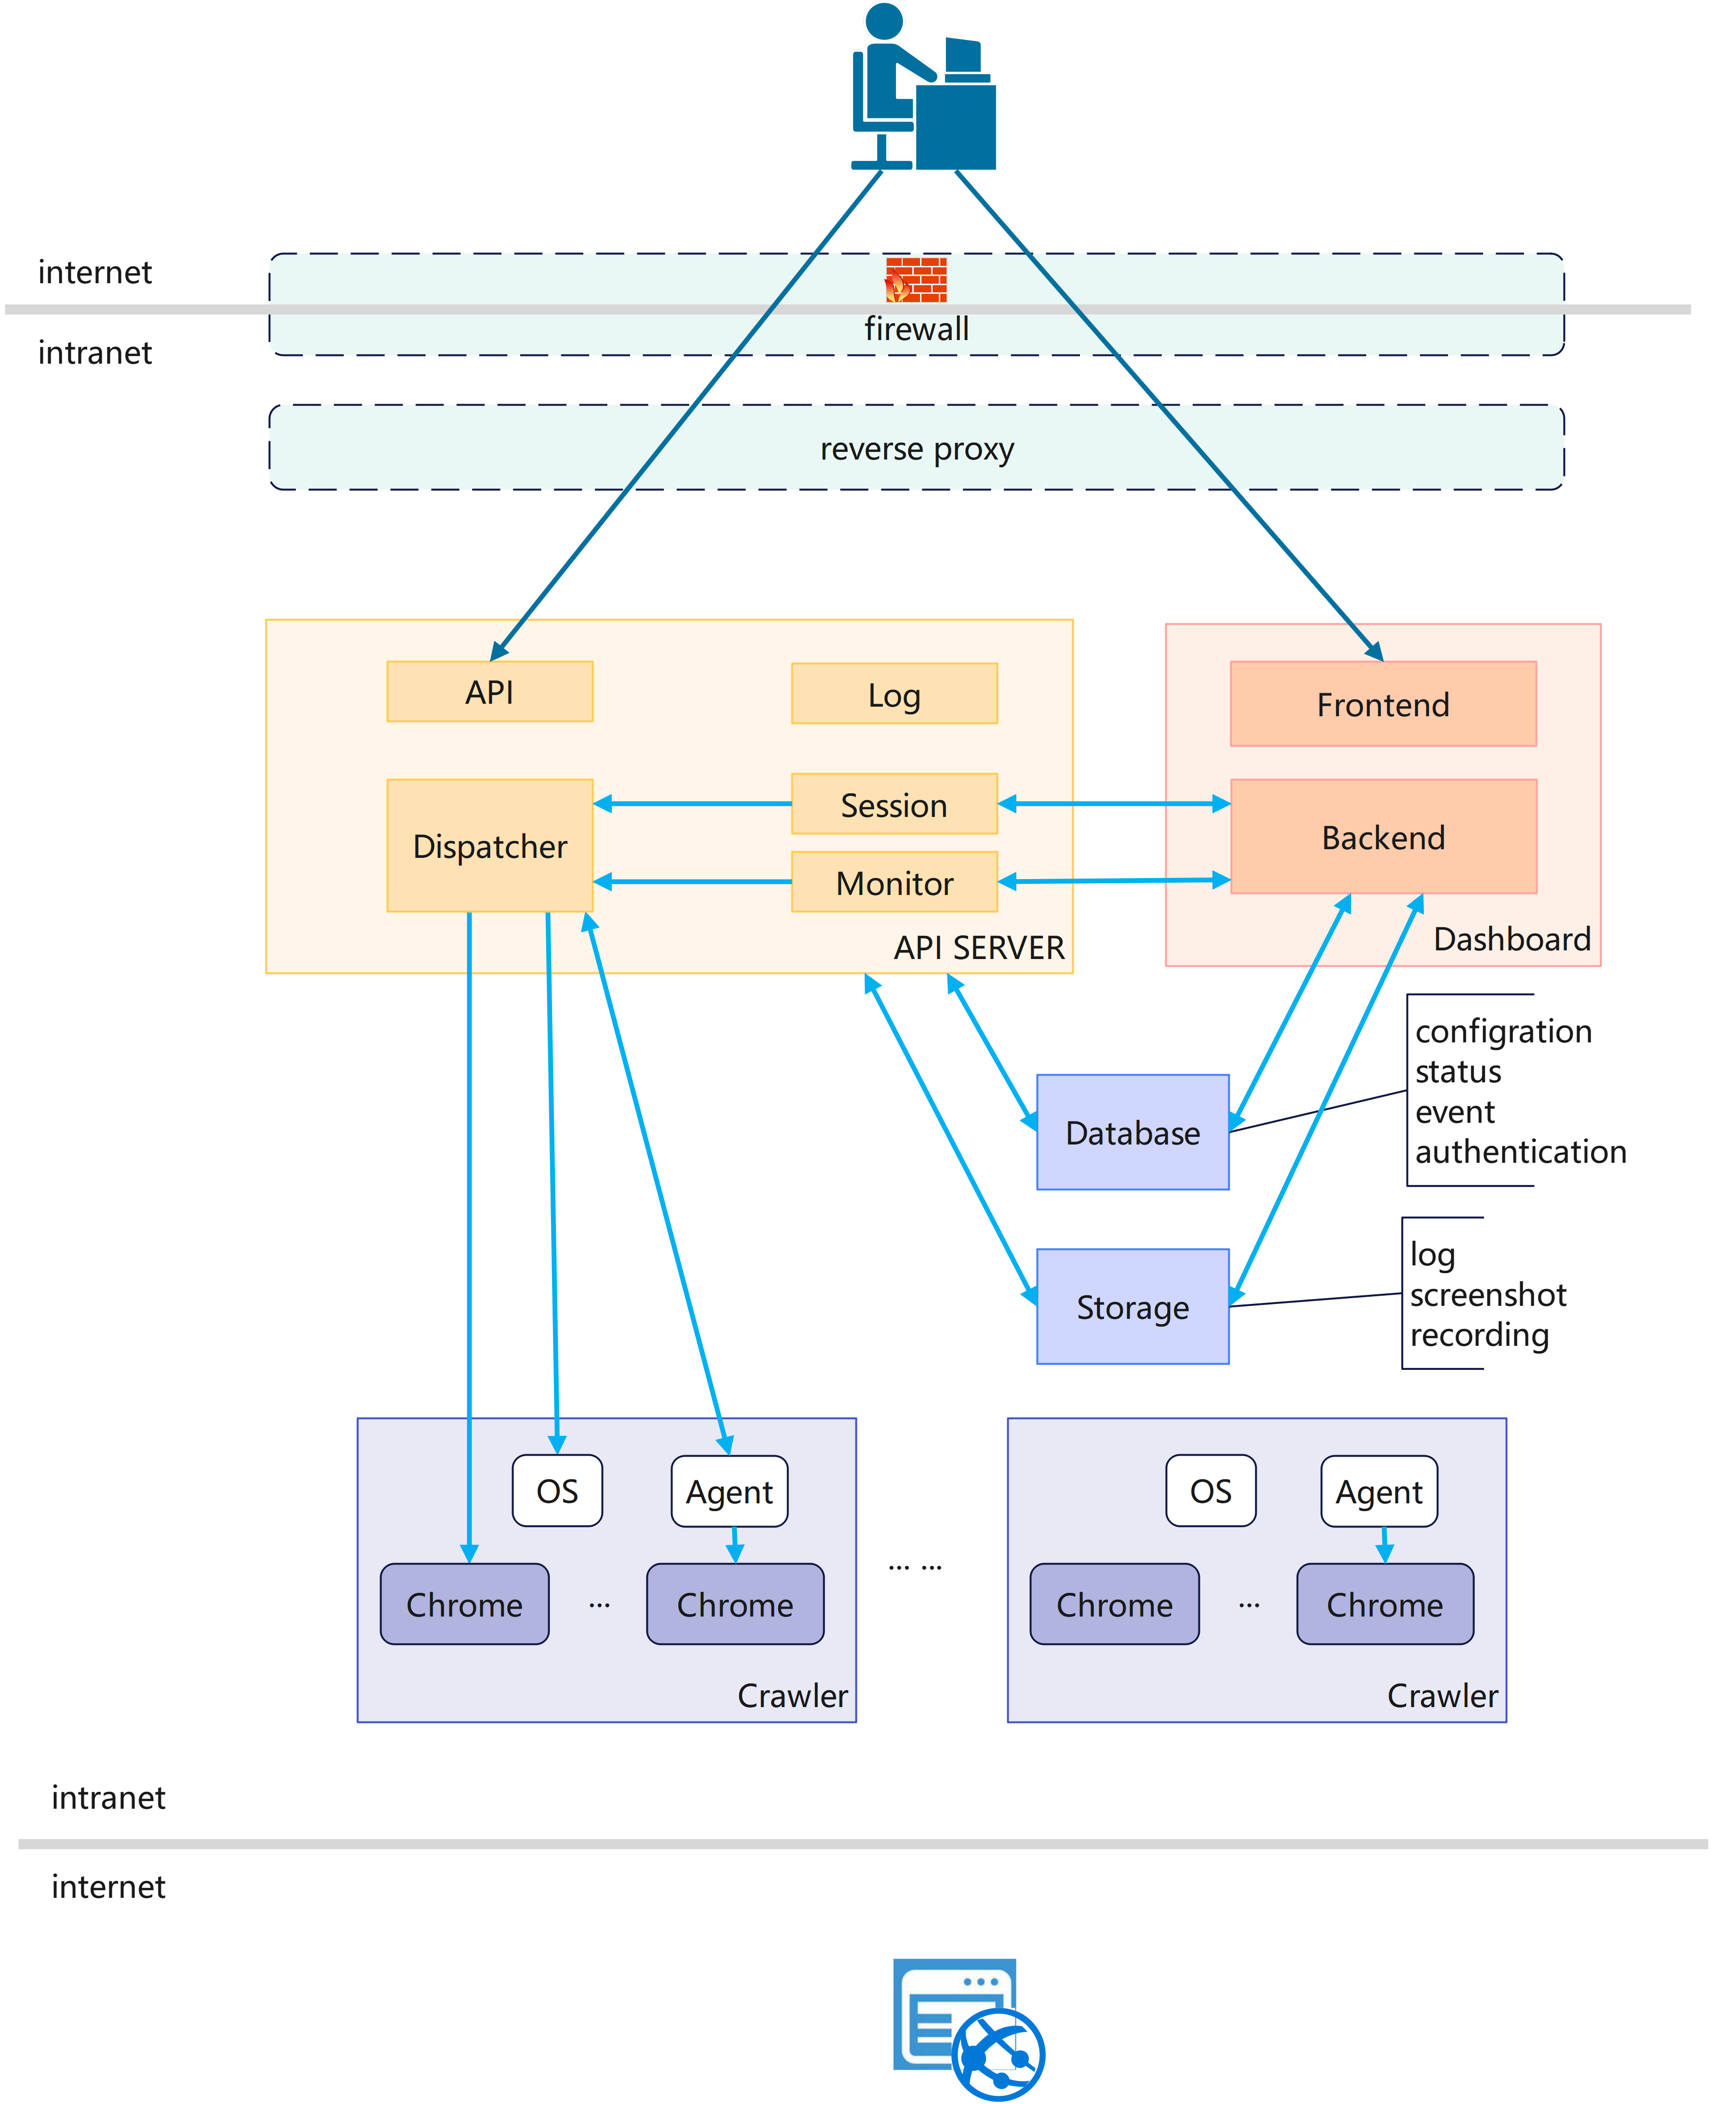 internet
firewall
intranet
reverse proxy
API
Log
Frontend
Session
Dispatcher
Backend
Monitor
API SERVER
Dashboard
configration
status
event
authentication
Database
log
screenshot
recording
Storage
OS
Agent
OS
Agent
... ...
Chrome
...
Chrome
Chrome
...
Chrome
Crawler
Crawler
intranet
internet